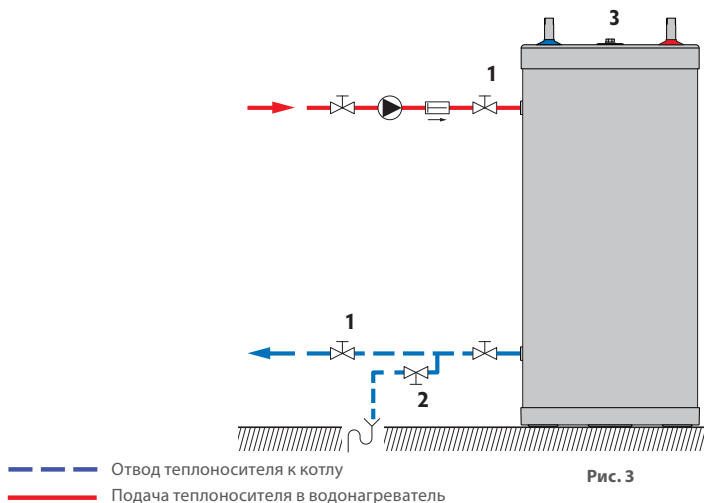 3
1
1
2
Отвод теплоносителя к котлу
Рис. 3
Подача теплоносителя в водонагреватель